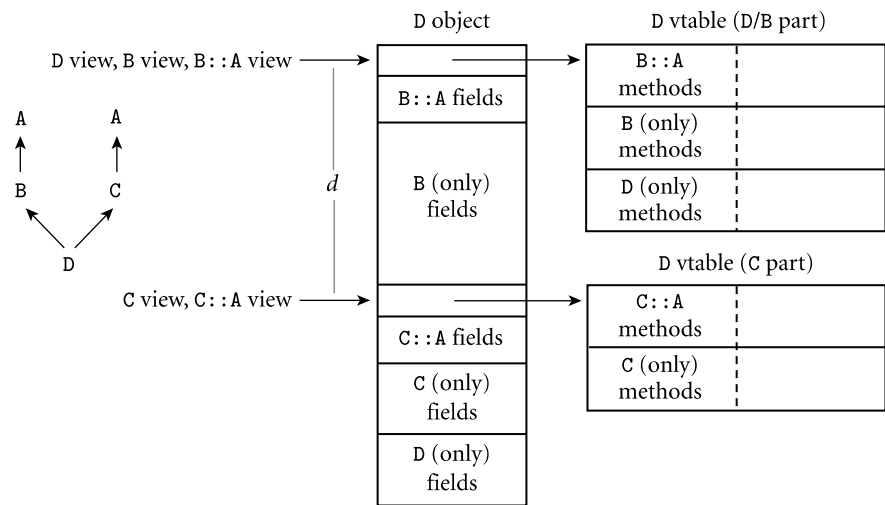 D object
D vtable (D/B part)
D view, B view, B::A view
B::A fields
B::A
methods
B (only)
methods
D (only)
methods
A A
B C
D
d
B (only)
fields
D vtable (C part)
C view, C::A view
C::A fields
C (only)
fields
D (only)
fields
C::A
methods
C (only)
methods